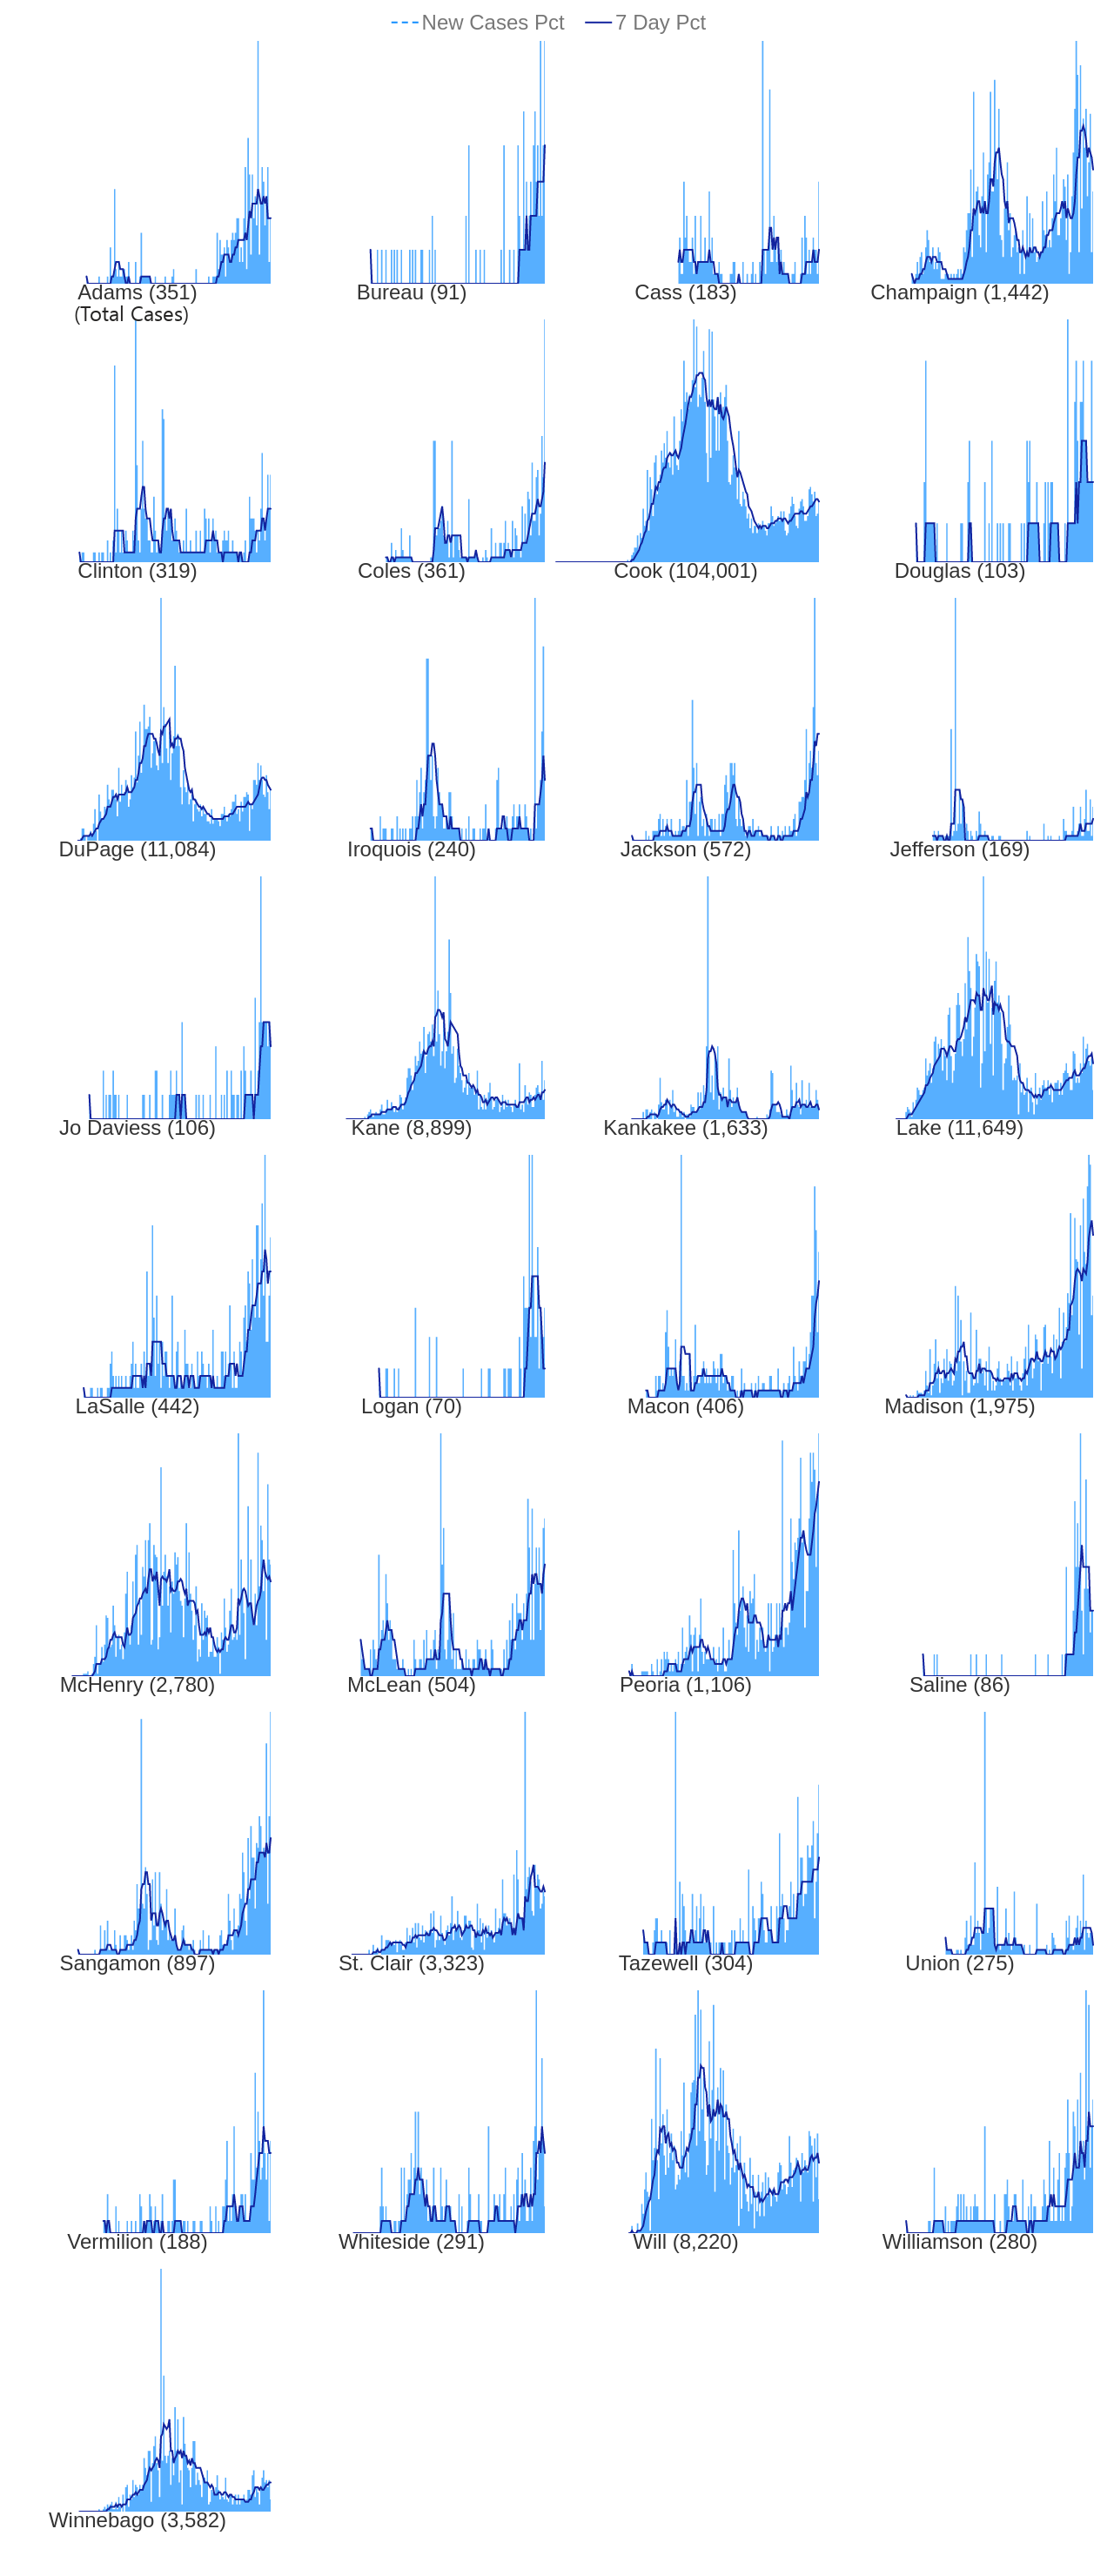 New Cases Pct 7 Day Pct
Adams (351) Bureau (91) Cass (183) Champaign (1,442)
(Total Cases)
Clinton (319) Coles (361) Cook (104,001) Douglas (103)
DuPage (11,084) Iroquois (240) Jackson (572) Jefferson (169)
Jo Daviess (106) Kane (8,899) Kankakee (1,633) Lake (11,649)
LaSalle (442) Logan (70) Macon (406) Madison (1,975)
McHenry (2,780) McLean (504) Peoria (1,106) Saline (86)
Sangamon (897) St. Clair (3,323) Tazewell (304) Union (275)
Vermilion (188) Whiteside (291) Will (8,220) Williamson (280)
Winnebago (3,582)